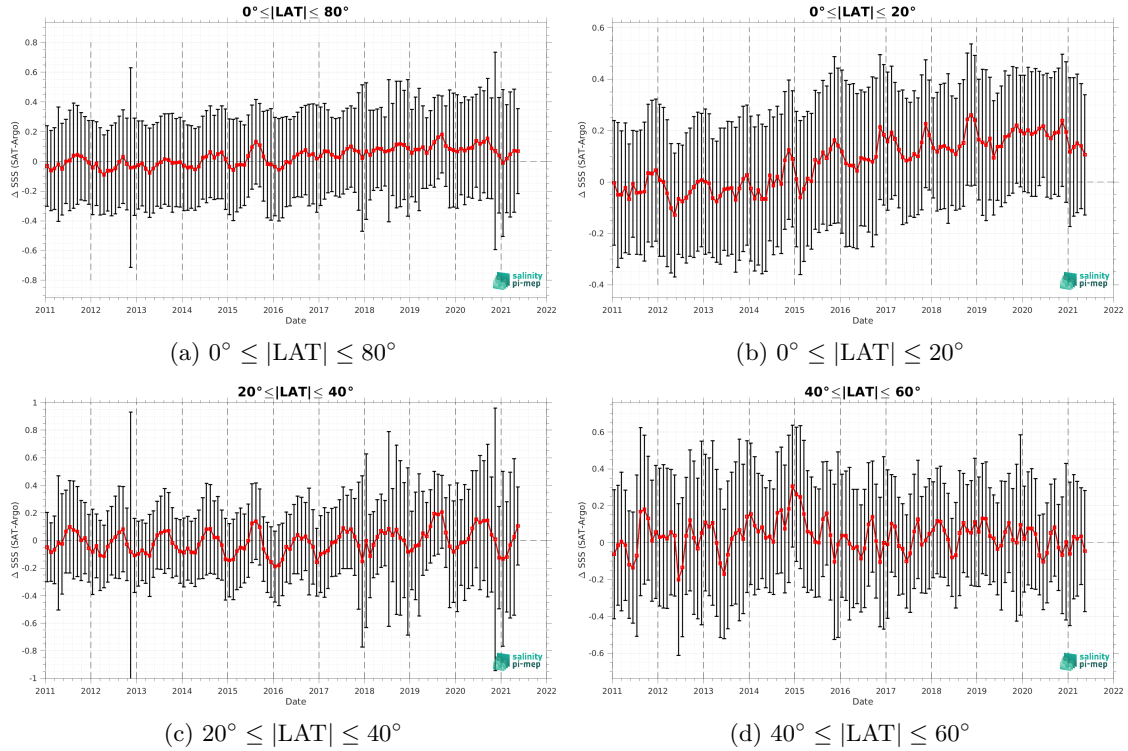 0°≤|LAT|≤ 80°
0.8
0.6
0.4
0.2
0
-0.2
-0.4
-0.6
-0.8
Δ SSS (SAT-Argo)
2011 2012 2013 2014 2015 2016 2017 2018 2019 2020 2021 2022
Date
salinity
pi-mep
(a) 0° ≤ |LAT| ≤ 80°
0°≤|LAT|≤ 20°
0.6
0.4
0.2
0
-0.2
-0.4
Δ SSS (SAT-Argo)
2011 2012 2013 2014 2015 2016 2017 2018 2019 2020 2021 2022
Date
salinity
pi-mep
(b) 0° ≤ |LAT| ≤ 20°
20°≤|LAT|≤ 40°
1
0.8
0.6
0.4
0.2
0
-0.2
-0.4
-0.6
-0.8
-1
Δ SSS (SAT-Argo)
2011 2012 2013 2014 2015 2016 2017 2018 2019 2020 2021 2022
Date
salinity
pi-mep
(c) 20° ≤ |LAT| ≤ 40°
40°≤|LAT|≤ 60°
0.6
0.4
0.2
0
-0.2
-0.4
-0.6
Δ SSS (SAT-Argo)
2011 2012 2013 2014 2015 2016 2017 2018 2019 2020 2021 2022
Date
salinity
pi-mep
(d) 40° ≤ |LAT| ≤ 60°